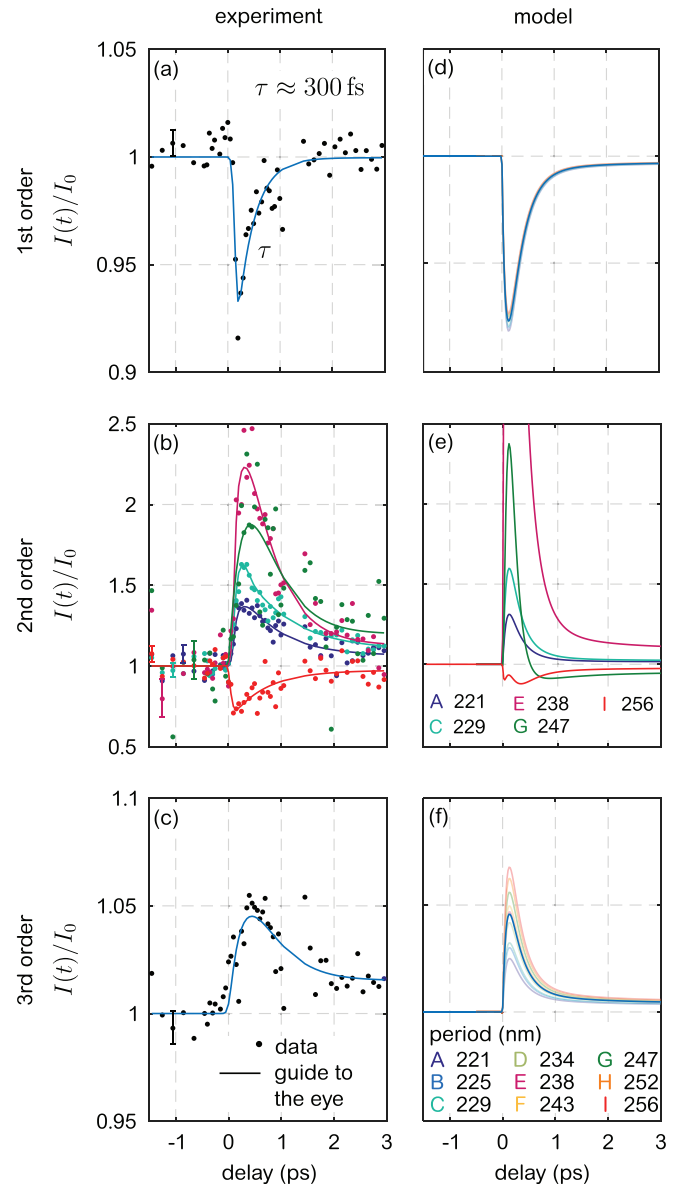 experiment
model
1st order
I(t)/I₀
1.05
1
0.95
0.9
(a)
τ ≈ 300 fs
τ
(d)
2nd order
I(t)/I₀
2.5
2
1.5
1
0.5
(b)
(e)
A 221 E 238 I 256
C 229 G 247
3rd order
I(t)/I₀
1.1
1.05
1
0.95
(c)
data
guide to
the eye
(f)
period (nm)
A 221 D 234 G 247
B 225 E 238 H 252
C 229 F 243 I 256
-1 0 1 2 3
-1 0 1 2 3
delay (ps)
delay (ps)